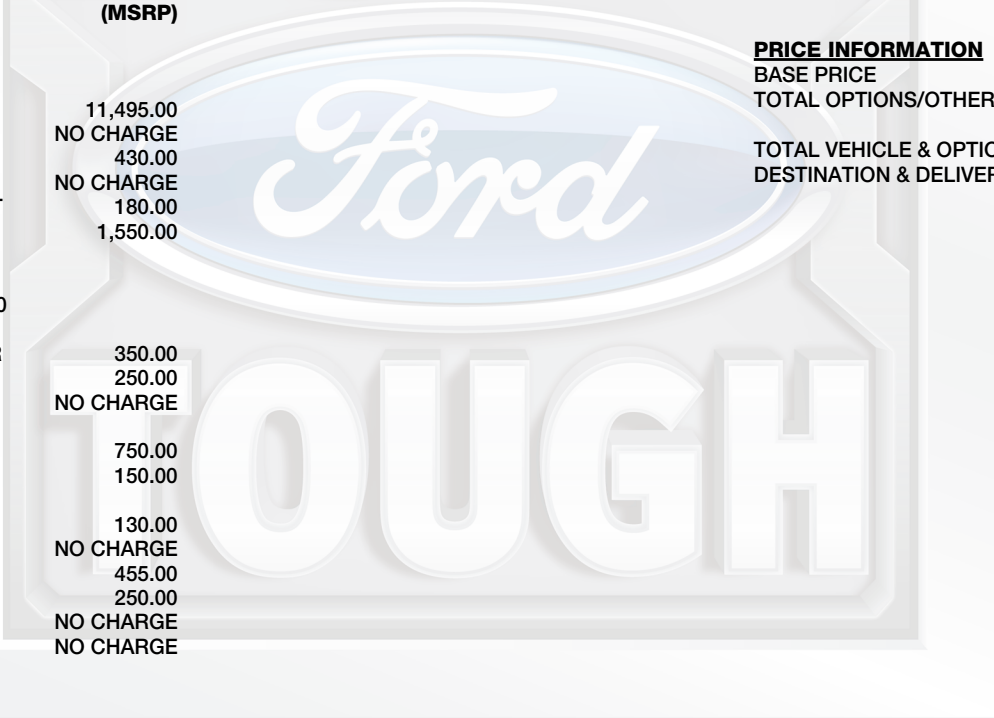 (MSRP)
11,495.00
NO CHARGE
430.00
NO CHARGE
180.00
1,550.00
0
R
350.00
250.00
NO CHARGE
750.00
150.00
130.00
NO CHARGE
455.00
250.00
NO CHARGE
NO CHARGE
PRICE INFORMATION
BASE PRICE
TOTAL OPTIONS/OTHER
TOTAL VEHICLE & OPTIO
DESTINATION & DELIVER
Ford
TOUGH